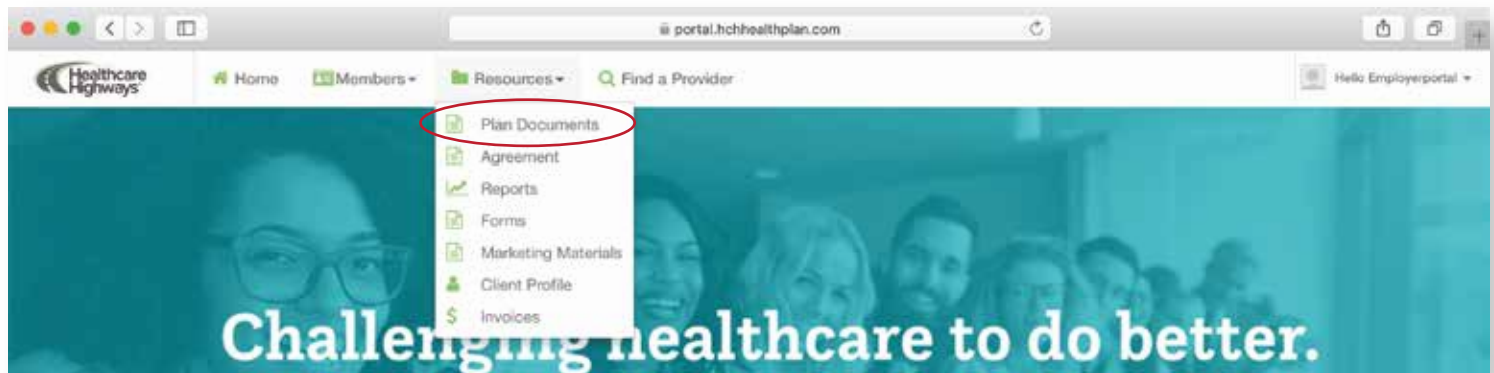 portal.hchhealthplan.com
Healthcare Highways
Home Members Resources Find a Provider
Hello Employerportal
Plan Documents
Agreement
Reports
Forms
Marketing Materials
Client Profile
$ Invoices
Challenging healthcare to do better.